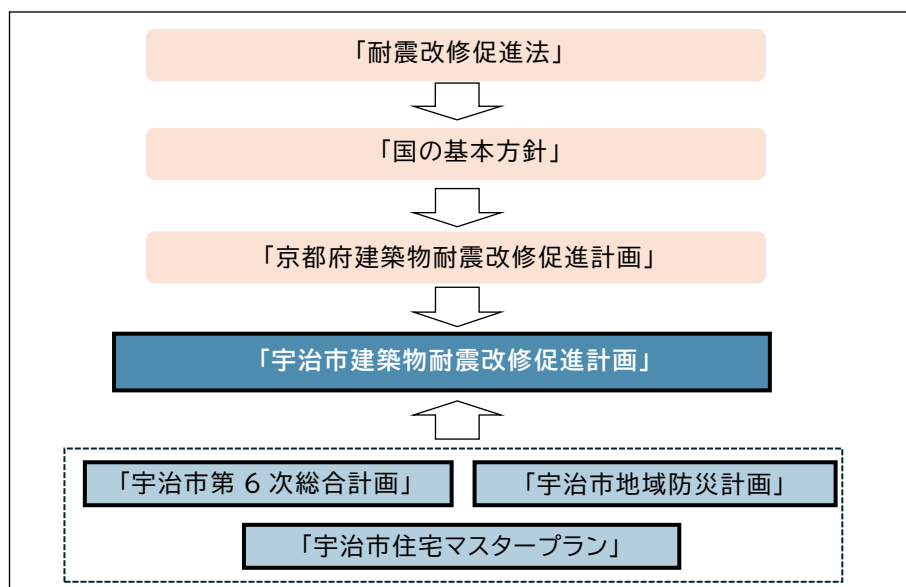 「耐震改修促進法」
「国の基本方針」
「京都府建築物耐震改修促進計画」
「宇治市建築物耐震改修促進計画」
「宇治市第 6 次総合計画」
「宇治市地域防災計画」
「宇治市住宅マスタープラン」